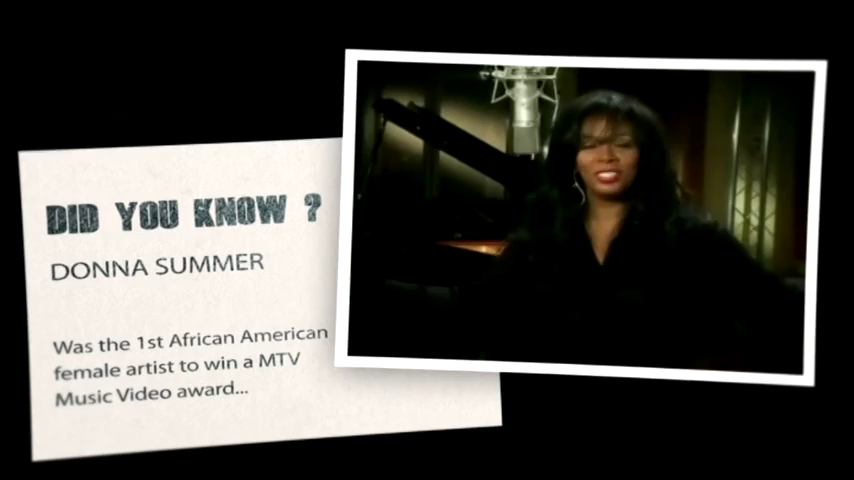 DID YOU KNOW ?
DONNA SUMMER
Was the 1st African American
female artist to win a MTV
Music Video award...